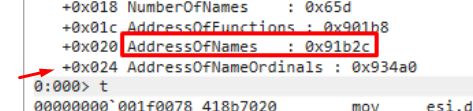 +0x018 NumberOfNames : 0x65d
+0x01c AddressOfFunctions : 0x901b8
+0x020 AddressOfNames : 0x91b2c
+0x024 AddressOfNameOrdinals : 0x934a0
0:000> t
00000000`001f0078 418b7020 mov esi,d